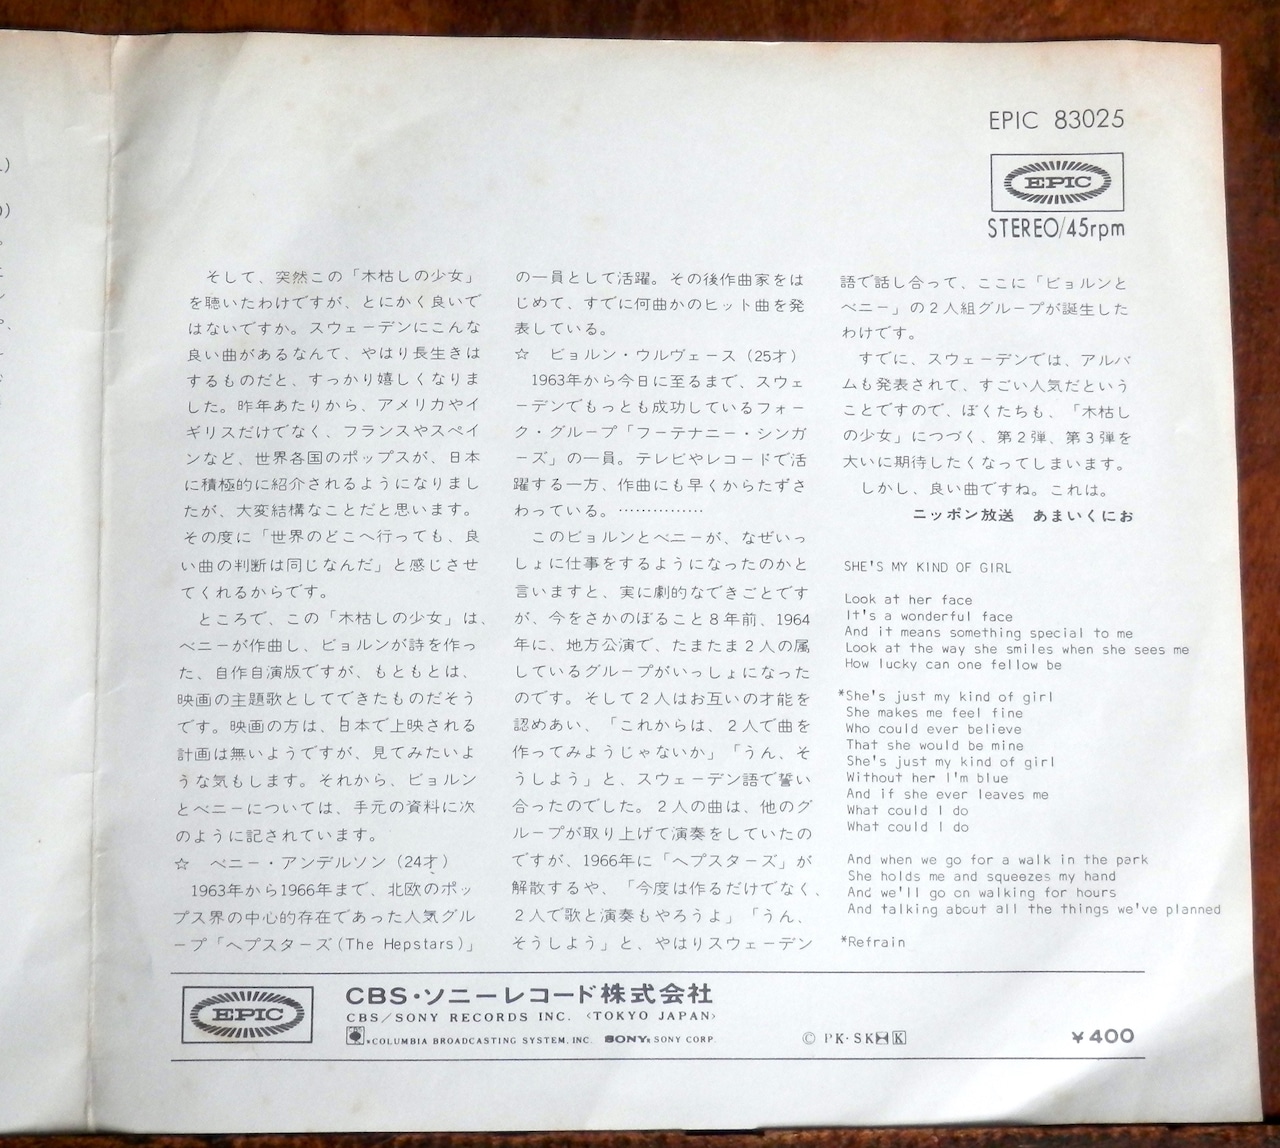 EPIC 83025
EPIC
STEREO/45rpm
そして、突然この「木枯しの少女」
を聴いたわけですが、とにかく良いで
はないですか。スウェーデンにこんな
良い曲があるなんて、やはり長生きは
するものだと、すっかり嬉しくなりま
した。昨年あたりから、アメリカやイ
ギリスだけでなく、フランスやスペイ
ンなど、世界各国のポップスが、日本
に積極的に紹介されるようになりまし
たが、大変結構なことだと思います。
その度に「世界のどこへ行っても、良
い曲の判断は同じなんだ」と感じさせ
てくれるからです。
ところで、この「木枯しの少女」は、
ベニーが作曲し、ビョルンが詩を作っ
た、自作自演版ですが、もともとは、
映画の主題歌としてできたものだそう
です。映画の方は、日本で上映される
計画は無いようですが、見てみたいよ
うな気もします。それから、ビョルン
とベニーについては、手元の資料に次
のように記されています。
☆ ベニー・アンデルソン(24才)
1963年から1966年まで、北欧のポッ
プス界の中心的存在であった人気グル
ープ「ヘプスターズ(The Hepstars)」
の一員として活躍。その後作曲家をは
じめて、すでに何曲かのヒット曲を発
表している。
☆ ビョルン・ウルヴェース(25才)
1963年から今日に至るまで、スウェ
ーデンでもっとも成功しているフォー
ク・グループ「フーテナニー・シンガ
ーズ」の一員。テレビやレコードで活
躍する一方、作曲にも早くからたずさ
わっている。……………
このビョルンとベニーが、なぜいっ
しょに仕事をするようになったのかと
言いますと、実に劇的なできごとです
が、今をさかのぼること8年前、1964
年に、地方公演で、たまたま2人の属
しているグループがいっしょになった
のです。そして2人はお互いの才能を
認めあい、「これからは、2人で曲を
作ってみようじゃないか」「うん、そ
うしよう」と、スウェーデン語で誓い
合ったのでした。2人の曲は、他のグ
ループが取り上げて演奏をしていたの
ですが、1966年に「ヘプスターズ」が
解散するや、「今度は作るだけでなく、
2人で歌と演奏もやろうよ」「うん、
そうしよう」と、やはりスウェーデン
語で話し合って、ここに「ビョルンと
ベニー」の2人組グループが誕生した
わけです。
すでに、スウェーデンでは、アルバ
ムも発表されて、すごい人気だという
ことですので、ぼくたちも、「木枯し
の少女」につづく、第2弾、第3弾を
大いに期待したくなってしまいます。
しかし、良い曲ですね。これは。
ニッポン放送 あまいくにお
SHE'S MY KIND OF GIRL
Look at her face
It's a wonderful face
And it means something special to me
Look at the way she smiles when she sees me
How lucky can one fellow be
*She's just my kind of girl
She makes me feel fine
Who could ever believe
That she would be mine
She's just my kind of girl
Without her I'm blue
And if she ever leaves me
What could I do
What could I do
And when we go for a walk in the park
She holds me and squeezes my hand
And we'll go on walking for hours
And talking about all the things we've planned
*Refrain
EPIC
CBS・ソニーレコード株式会社
CBS/SONY RECORDS INC. <TOKYO JAPAN>
COLUMBIA BROADCASTING SYSTEM, INC. SONY SONY CORP.
Ⓒ PK・SK K
¥400